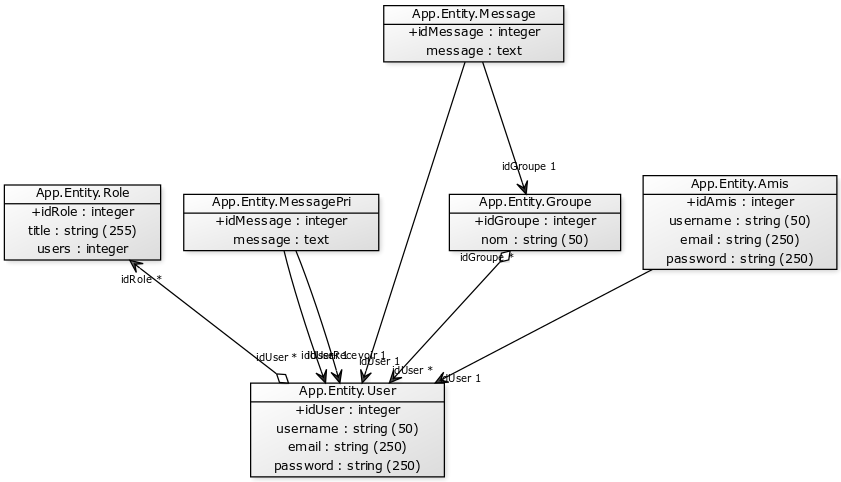 App.Entity.Message
+idMessage : integer
message : text
idGroupe 1
App.Entity.Role
+idRole : integer
title : string (255)
users : integer
App.Entity.MessagePri
+idMessage : integer
message : text
App.Entity.Groupe
+idGroupe : integer
nom : string (50)
App.Entity.Amis
+idAmis : integer
username : string (50)
email : string (250)
password : string (250)
idGroupe *
idRole *
idUser *
idUser 1
idUserRecevoir 1
idUser 1
idUser *
idUser 1
App.Entity.User
+idUser : integer
username : string (50)
email : string (250)
password : string (250)